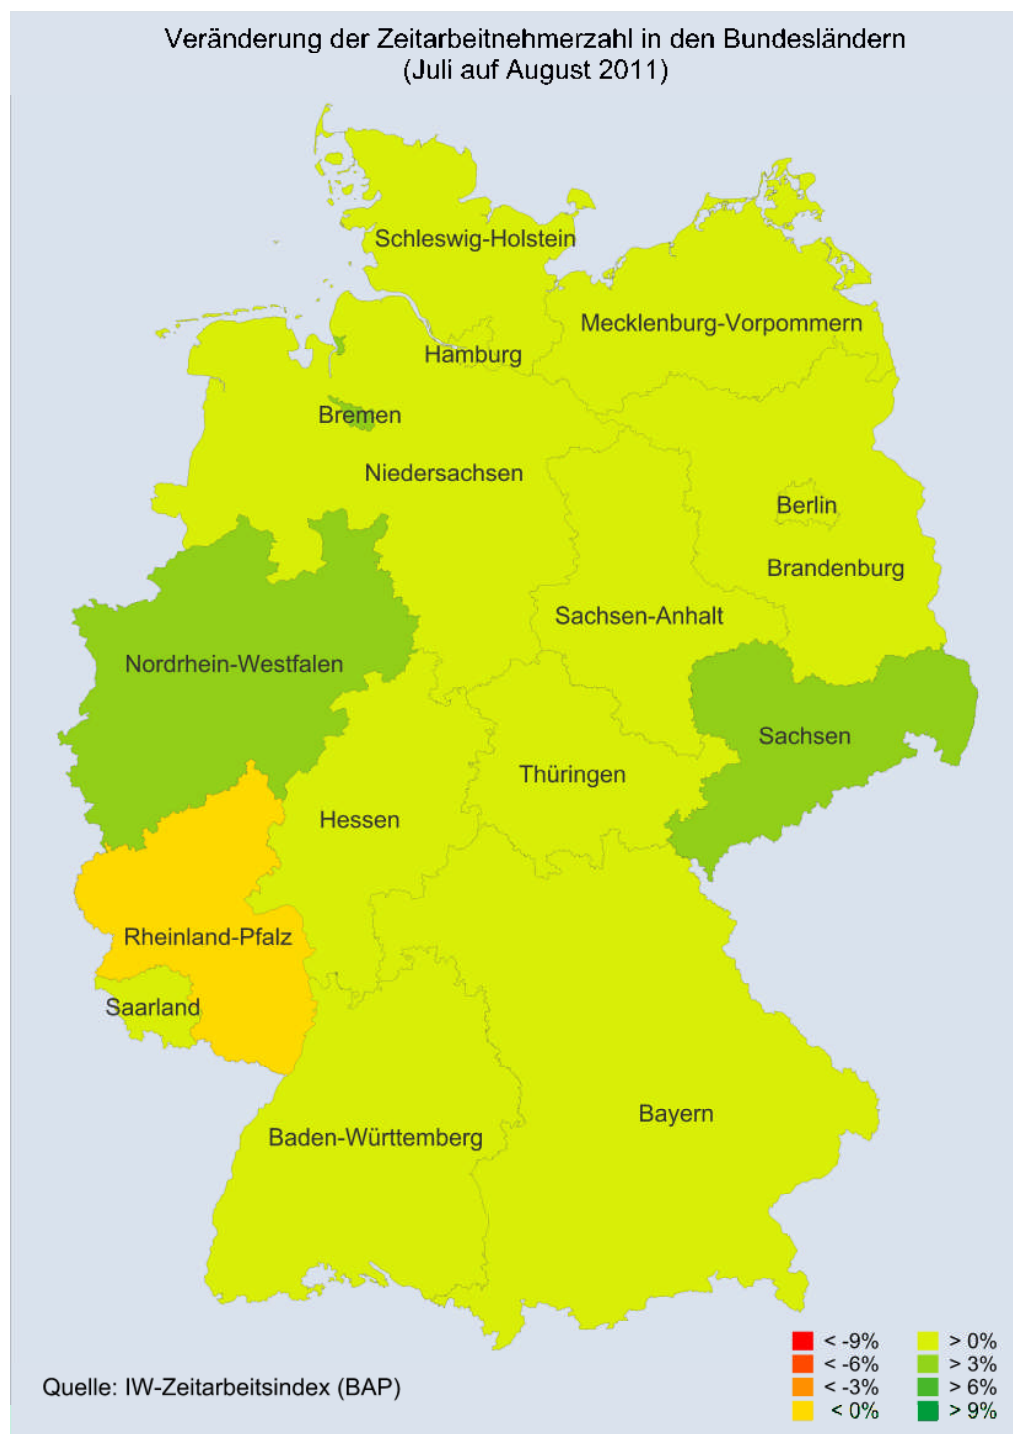 Veränderung der Zeitarbeitnehmerzahl in den Bundesländern
(Juli auf August 2011)
Schleswig-Holstein
Mecklenburg-Vorpommern
Hamburg
Bremen
Niedersachsen
Berlin
Brandenburg
Sachsen-Anhalt
Nordrhein-Westfalen
Sachsen
Thüringen
Hessen
Rheinland-Pfalz
Saarland
Bayern
Baden-Württemberg
< -9%
< -6%
< -3%
< 0%
> 0%
> 3%
> 6%
> 9%
Quelle: IW-Zeitarbeitsindex (BAP)